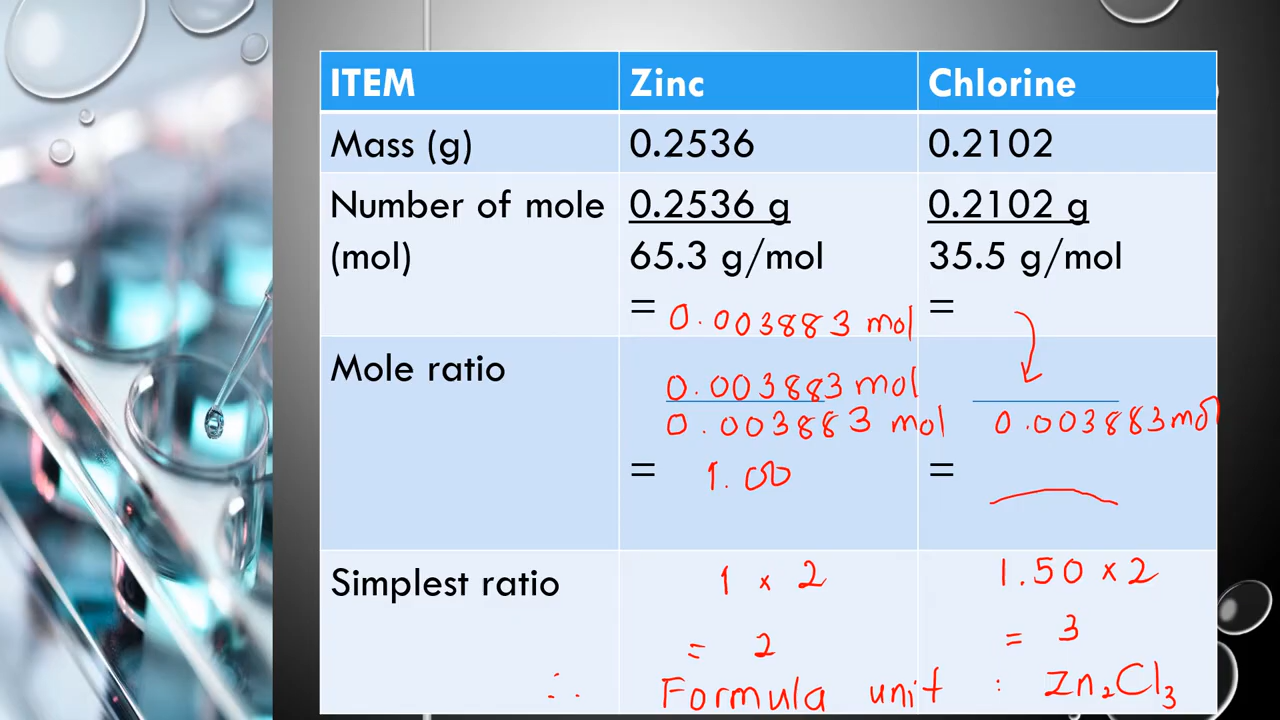 ITEM Zinc Chlorine
Mass (g) 0.2536 0.2102
Number of mole 0.2536 g 0.2102 g
(mol) 65.3 g/mol 35.5 g/mol
= 0.003883 mol =
Mole ratio
0.003883 mol
0.003883 mol 0.003883 mol
= 1.00 =
Simplest ratio 1 × 2 1.50 × 2
= 2 = 3
∴ Formula unit : Zn₂Cl₃